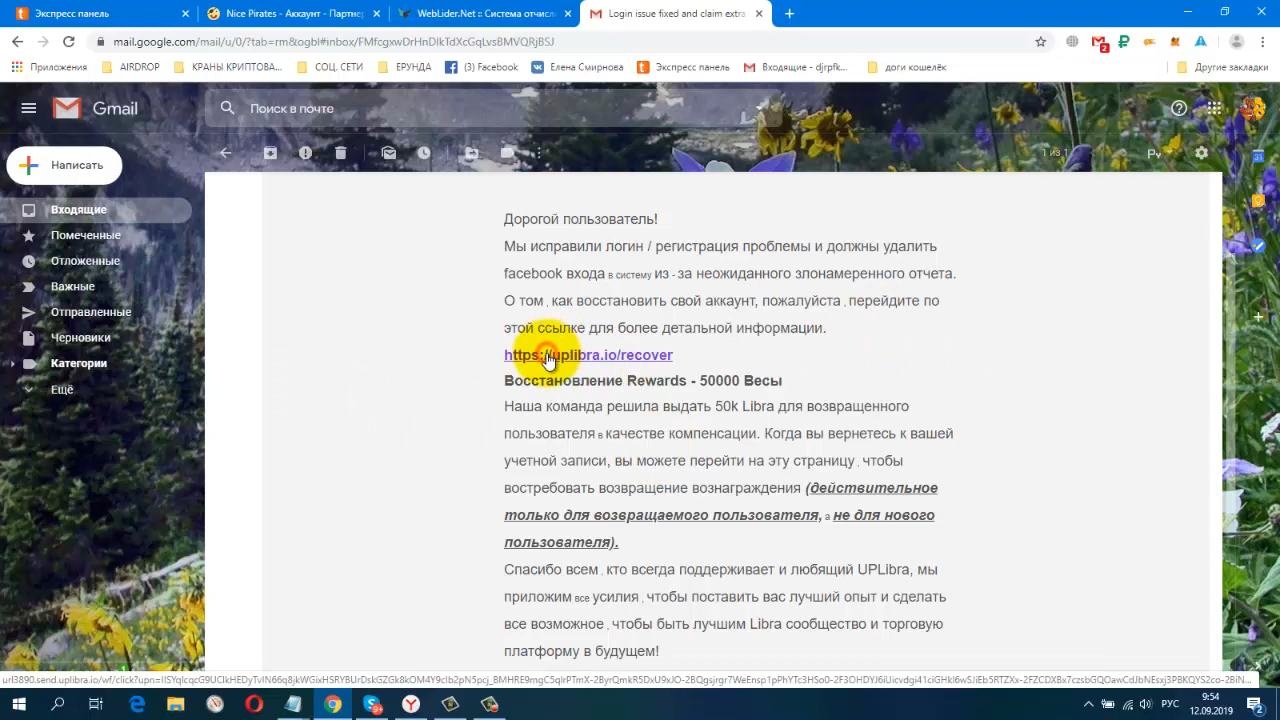 Экспресс панель
Nice Pirates - Аккаунт - Партне
WebLider.Net :: Система отчисл
Login issue fixed and claim extra
mail.google.com/mail/u/0/?tab=rm&ogbl#inbox/FMfcgxwDrHnDlkTdXcGqLvsBMVQRjBSJ
2
Приложения
AIRDROP
КРАНЫ КРИПТОВА...
СОЦ. СЕТИ
ЕРУНДА
(3) Facebook
Елена Смирнова
Экспресс панель
Входящие - djrpfk...
доги кошелёк
Другие закладки
Gmail
Поиск в почте
Написать
1 из 1
Ру
Входящие
Помеченные
Отложенные
Важные
Отправленные
Черновики
Категории
Ещё
Дорогой пользователь!
Мы исправили логин / регистрация проблемы и должны удалить
facebook входа в систему из - за неожиданного злонамеренного отчета.
О том , как восстановить свой аккаунт, пожалуйста , перейдите по
этой ссылке для более детальной информации.
https://uplibra.io/recover
Восстановление Rewards - 50000 Весы
Наша команда решила выдать 50k Libra для возвращенного
пользователя в качестве компенсации. Когда вы вернетесь к вашей
учетной записи, вы можете перейти на эту страницу , чтобы
востребовать возвращение вознаграждения (действительное
только для возвращаемого пользователя, а не для нового
пользователя).
Спасибо всем , кто всегда поддерживает и любящий UPLibra, мы
приложим все усилия , чтобы поставить вас лучший опыт и сделать
все возможное , чтобы быть лучшим Libra сообщество и торговую
платформу в будущем!
РУС
9:54
12.09.2019